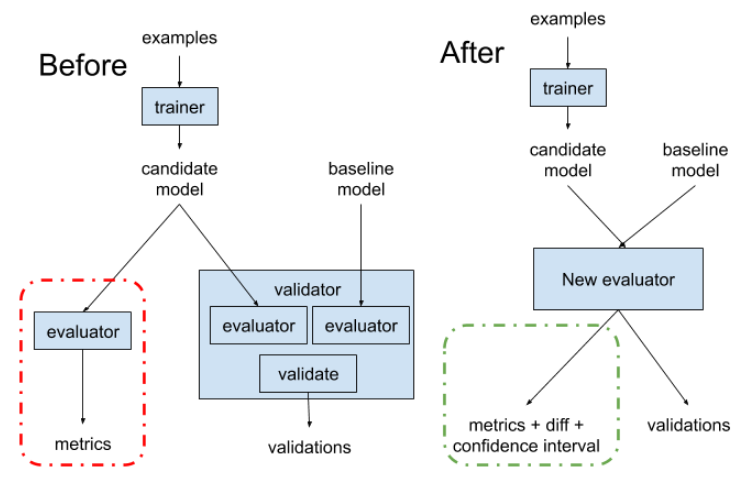 Before
examples
trainer
candidate
model
baseline
model
validator
evaluator
evaluator
evaluator
validate
metrics
validations
After
examples
trainer
candidate
model
baseline
model
New evaluator
metrics + diff +
confidence interval
validations